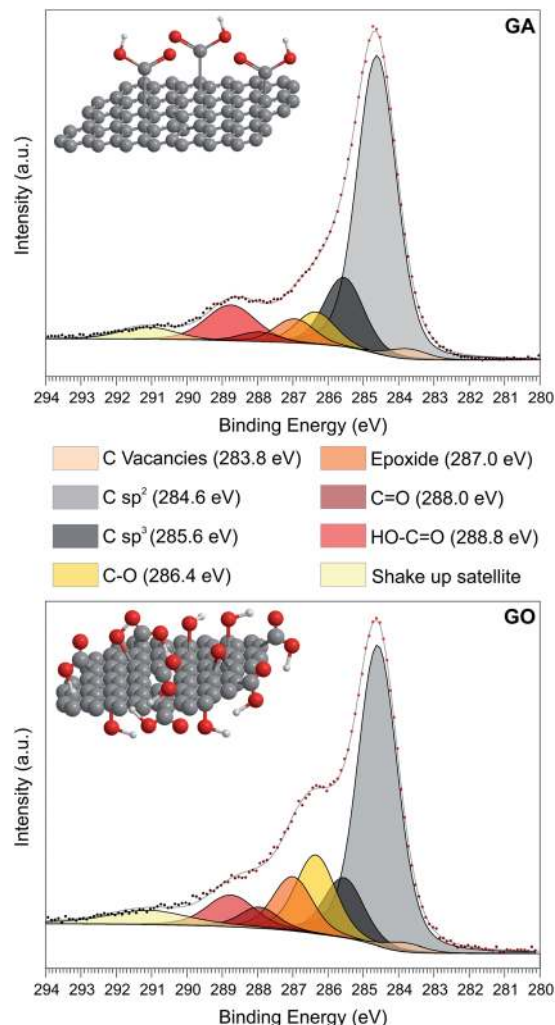 GA
Intensity (a.u.)
294 293 292 291 290 289 288 287 286 285 284 283 282 281 280
Binding Energy (eV)
C Vacancies (283.8 eV)
Epoxide (287.0 eV)
C sp² (284.6 eV)
C=O (288.0 eV)
C sp³ (285.6 eV)
HO-C=O (288.8 eV)
C-O (286.4 eV)
Shake up satellite
GO
Intensity (a.u.)
294 293 292 291 290 289 288 287 286 285 284 283 282 281 280
Binding Energy (eV)